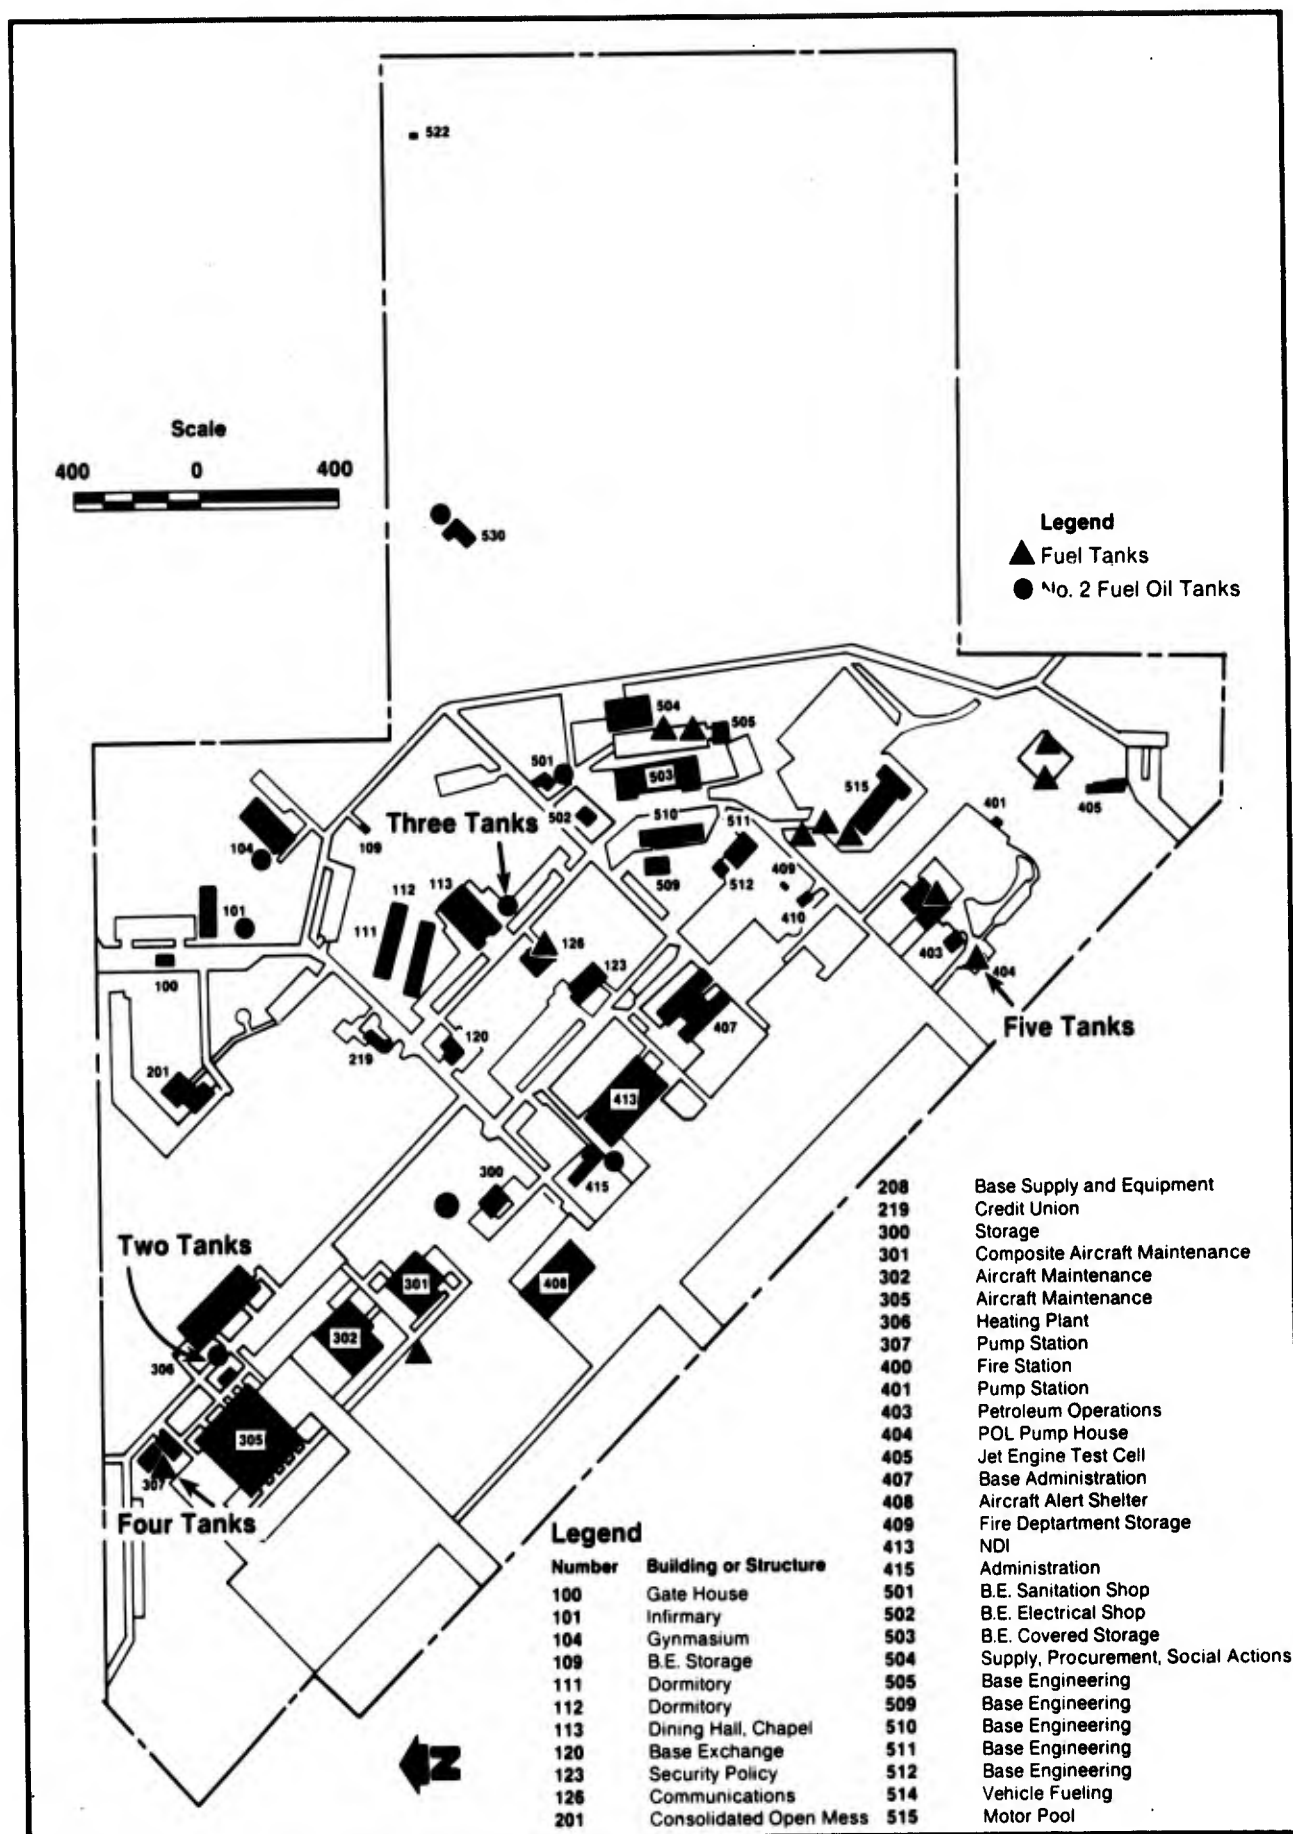 522
Scale
400 0 400
530
Legend
Fuel Tanks
No. 2 Fuel Oil Tanks
504
505
501
503
515
405
401
502
510
511
Three Tanks
109
104
509
512
409
410
113
112
111
101
126
123
403
404
100
407
Five Tanks
120
219
201
413
415
300
Two Tanks
301
408
302
306
305
307
Four Tanks
N
Legend
Number Building or Structure
100 Gate House
101 Infirmary
104 Gynmasium
109 B.E. Storage
111 Dormitory
112 Dormitory
113 Dining Hall, Chapel
120 Base Exchange
123 Security Policy
126 Communications
201 Consolidated Open Mess
208 Base Supply and Equipment
219 Credit Union
300 Storage
301 Composite Aircraft Maintenance
302 Aircraft Maintenance
305 Aircraft Maintenance
306 Heating Plant
307 Pump Station
400 Fire Station
401 Pump Station
403 Petroleum Operations
404 POL Pump House
405 Jet Engine Test Cell
407 Base Administration
408 Aircraft Alert Shelter
409 Fire Deptartment Storage
413 NDI
415 Administration
501 B.E. Sanitation Shop
502 B.E. Electrical Shop
503 B.E. Covered Storage
504 Supply, Procurement, Social Actions
505 Base Engineering
509 Base Engineering
510 Base Engineering
511 Base Engineering
512 Base Engineering
514 Vehicle Fueling
515 Motor Pool